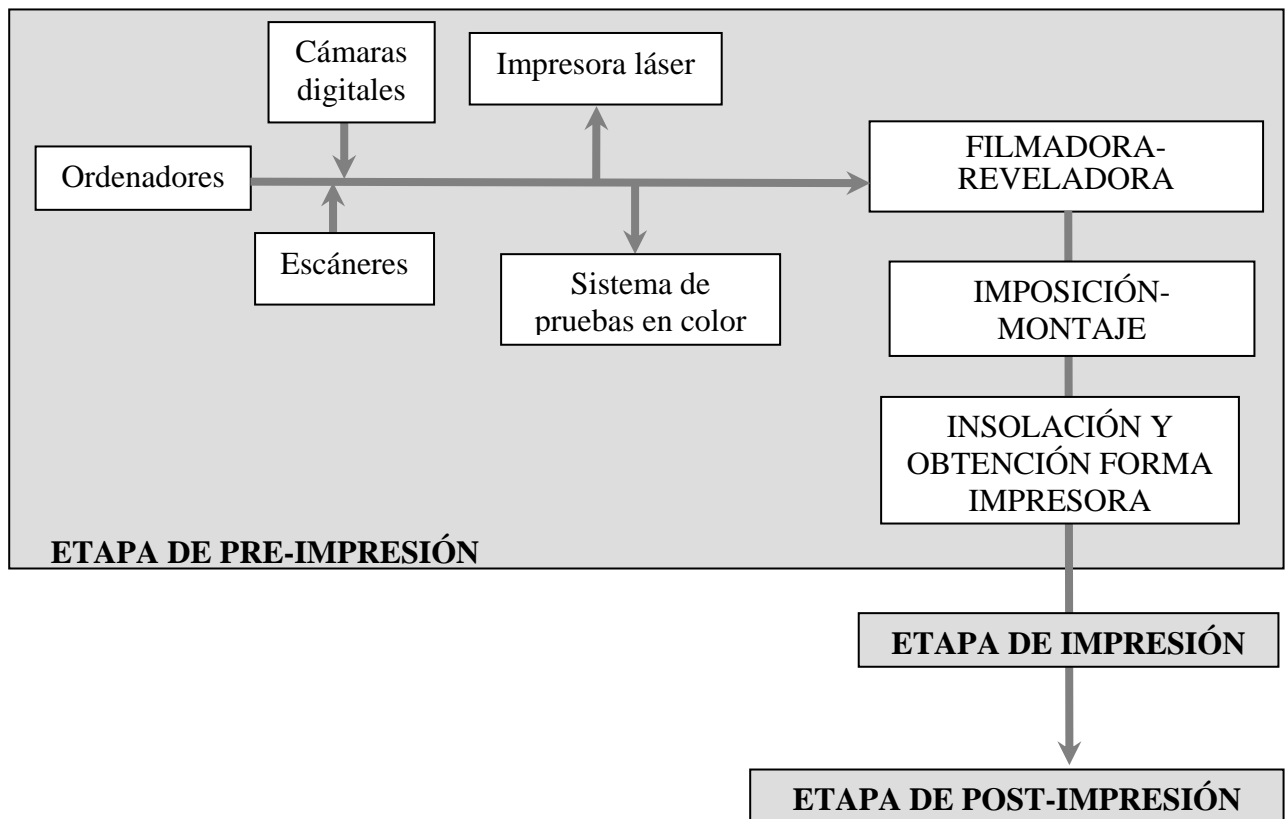 Cámaras
digitales
Impresora láser
Ordenadores
FILMADORA-
REVELADORA
Escáneres
Sistema de
pruebas en color
IMPOSICIÓN-
MONTAJE
INSOLACIÓN Y
OBTENCIÓN FORMA
IMPRESORA
ETAPA DE PRE-IMPRESIÓN
ETAPA DE IMPRESIÓN
ETAPA DE POST-IMPRESIÓN